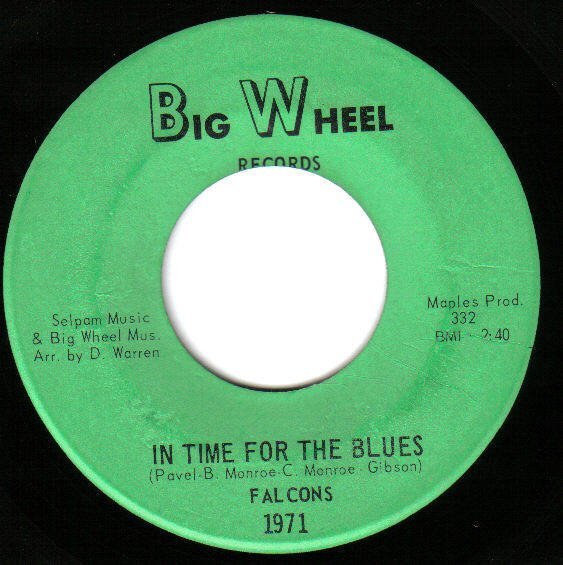 BIG WHEEL
RECORDS
Selpam Music
& Big Wheel Mus.
Arr. by D. Warren
Maples Prod.
332
BMI - 2:40
IN TIME FOR THE BLUES
(Pavel-B. Monroe-C. Monroe - Gibson)
FALCONS
1971